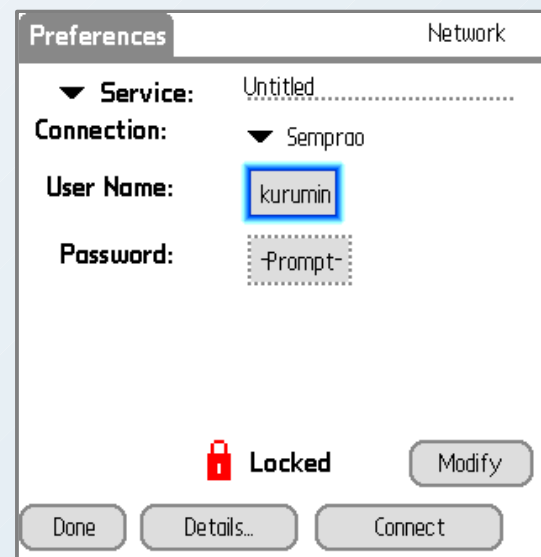 Preferences Network
Service: Untitled
Connection: Semprao
User Name: kurumin
Password: -Prompt-
Locked Modify
Done Details... Connect